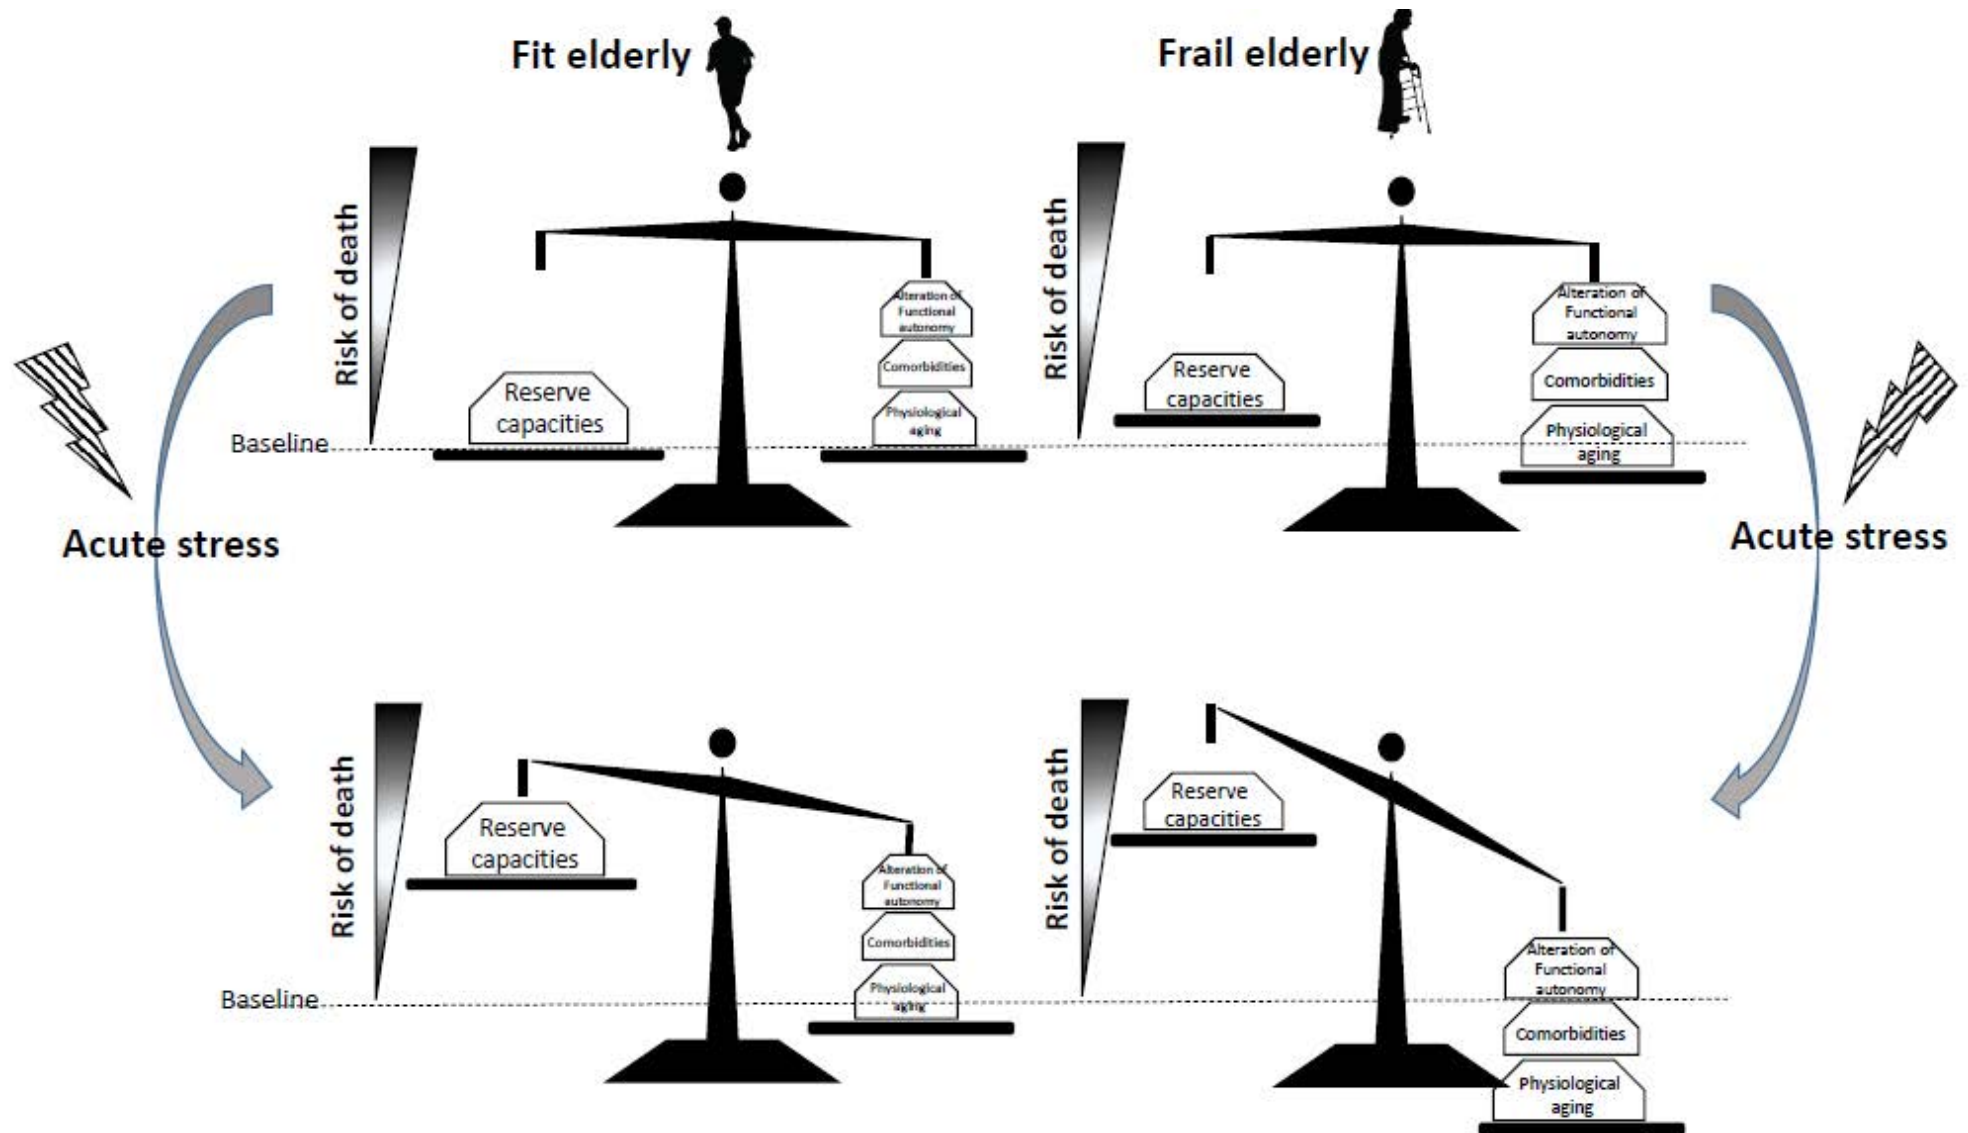 Fit elderly
Frail elderly
Risk of death
Reserve
capacities
Alteration of
Functional
autonomy
Comorbidities
Physiological
aging
Risk of death
Reserve
capacities
Alteration of
Functional
autonomy
Comorbidities
Physiological
aging
Baseline
Acute stress
Acute stress
Risk of death
Reserve
capacities
Alteration of
Functional
autonomy
Comorbidities
Physiological
aging
Risk of death
Reserve
capacities
Alteration of
Functional
autonomy
Comorbidities
Physiological
aging
Baseline